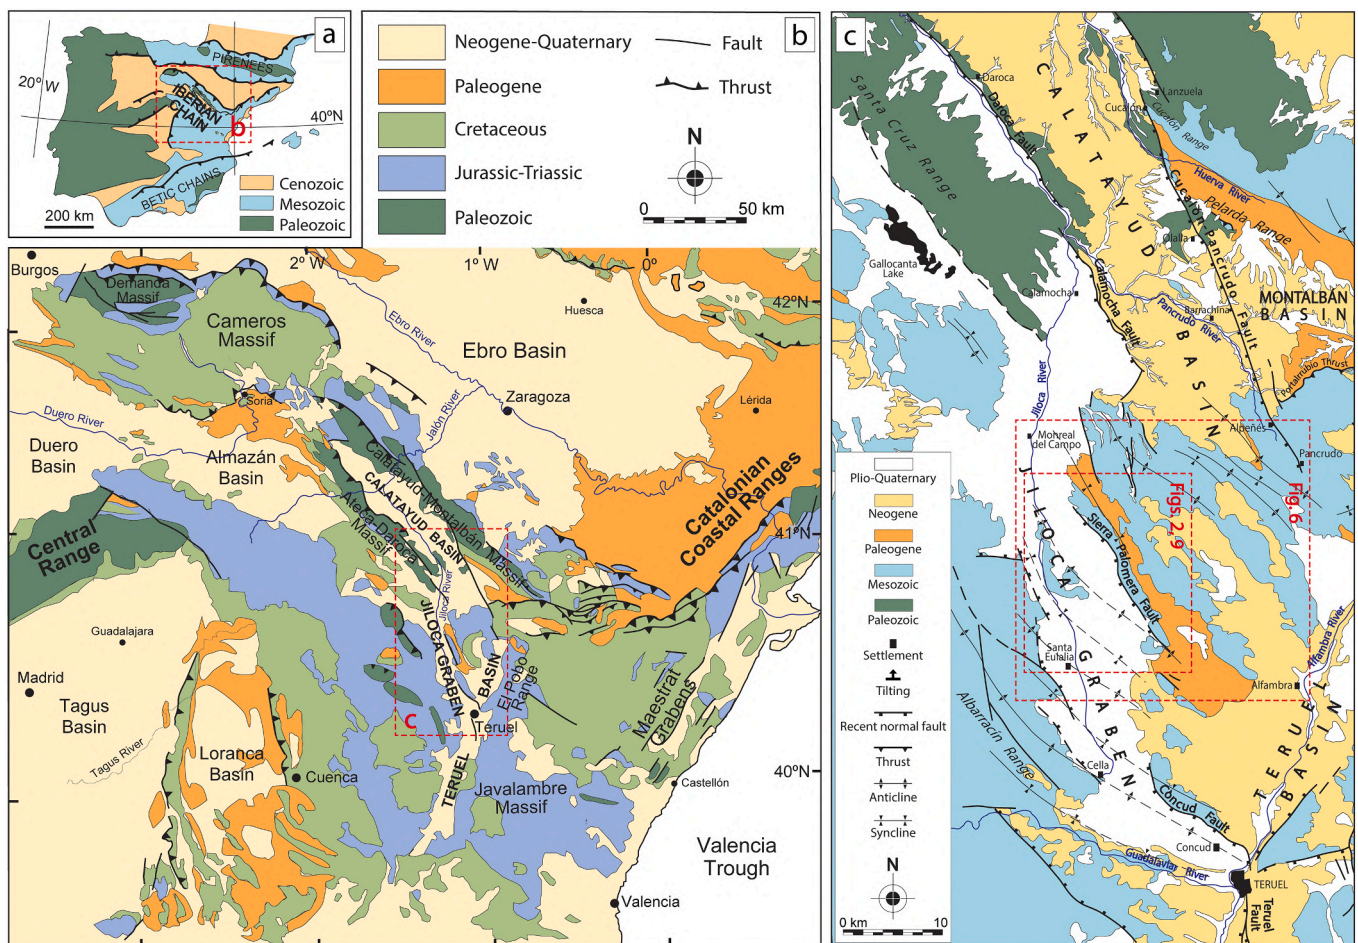 a
20º W
PIRENEES
IBERIAN
CHAIN
b
40ºN
BETIC CHAINS
Cenozoic
Mesozoic
Paleozoic
200 km
b
Neogene-Quaternary
Paleogene
Cretaceous
Jurassic-Triassic
Paleozoic
Fault
Thrust
N
0 50 km
2º W
1º W
0º
42ºN
41ºN
40ºN
Burgos
Demanda
Massif
Cameros
Massif
Soria
Duero River
Duero
Basin
Almazán
Basin
Ebro River
Ebro Basin
Huesca
Zaragoza
Lérida
Jalón River
Calatayud-Montalbán Massif
CALATAYUD
BASIN
Ateca-Daroca
Massif
Catalonian
Coastal Ranges
Central
Range
Guadalajara
Madrid
Tagus
Basin
Tagus River
Loranca
Basin
Cuenca
Jiloca River
JILOCA GRABEN
BASIN
TERUEL
El Pobo
Range
Teruel
C
Maestrat
Grabens
Javalambre
Massif
Castellón
Valencia
Trough
Valencia
c
Daroca
Daroca Fault
Santa Cruz Range
CALATAYUD
BASIN
Lanzuela
Cucalón
Cucalón Range
Huerva River
Pelarda Range
Cucalón-Pancrudo Fault
Olalla
Gallocanta
Lake
Calamocha
Calamocha Fault
Barrachina
Pancrudo River
MONTALBÁN
BASIN
Portalrubio Thrust
Jiloca River
Monreal
del Campo
Alpeñés
Pancrudo
Fig. 6
Figs. 2, 9
JILOCA
GRABEN
Sierra Palomera Fault
Santa
Eulalia
Alfambra
Alfambra River
Albarracín Range
Cella
Concud
Fault
Concud
TERUEL
BASIN
Guadalaviar
River
TERUEL
Teruel
Fault
Plio-Quaternary
Neogene
Paleogene
Mesozoic
Paleozoic
Settlement
Tilting
Recent normal fault
Thrust
Anticline
Syncline
N
0 km 10